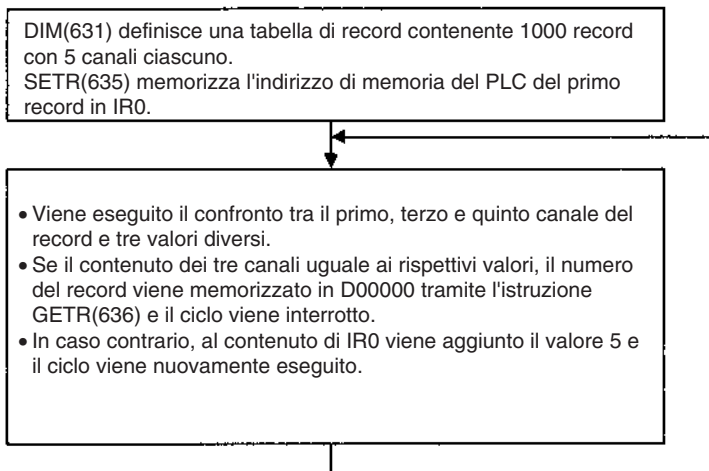 DIM(631) definisce una tabella di record contenente 1000 record
con 5 canali ciascuno.
SETR(635) memorizza l'indirizzo di memoria del PLC del primo
record in IR0.
• Viene eseguito il confronto tra il primo, terzo e quinto canale del
record e tre valori diversi.
• Se il contenuto dei tre canali uguale ai rispettivi valori, il numero
del record viene memorizzato in D00000 tramite l'istruzione
GETR(636) e il ciclo viene interrotto.
• In caso contrario, al contenuto di IR0 viene aggiunto il valore 5 e
il ciclo viene nuovamente eseguito.